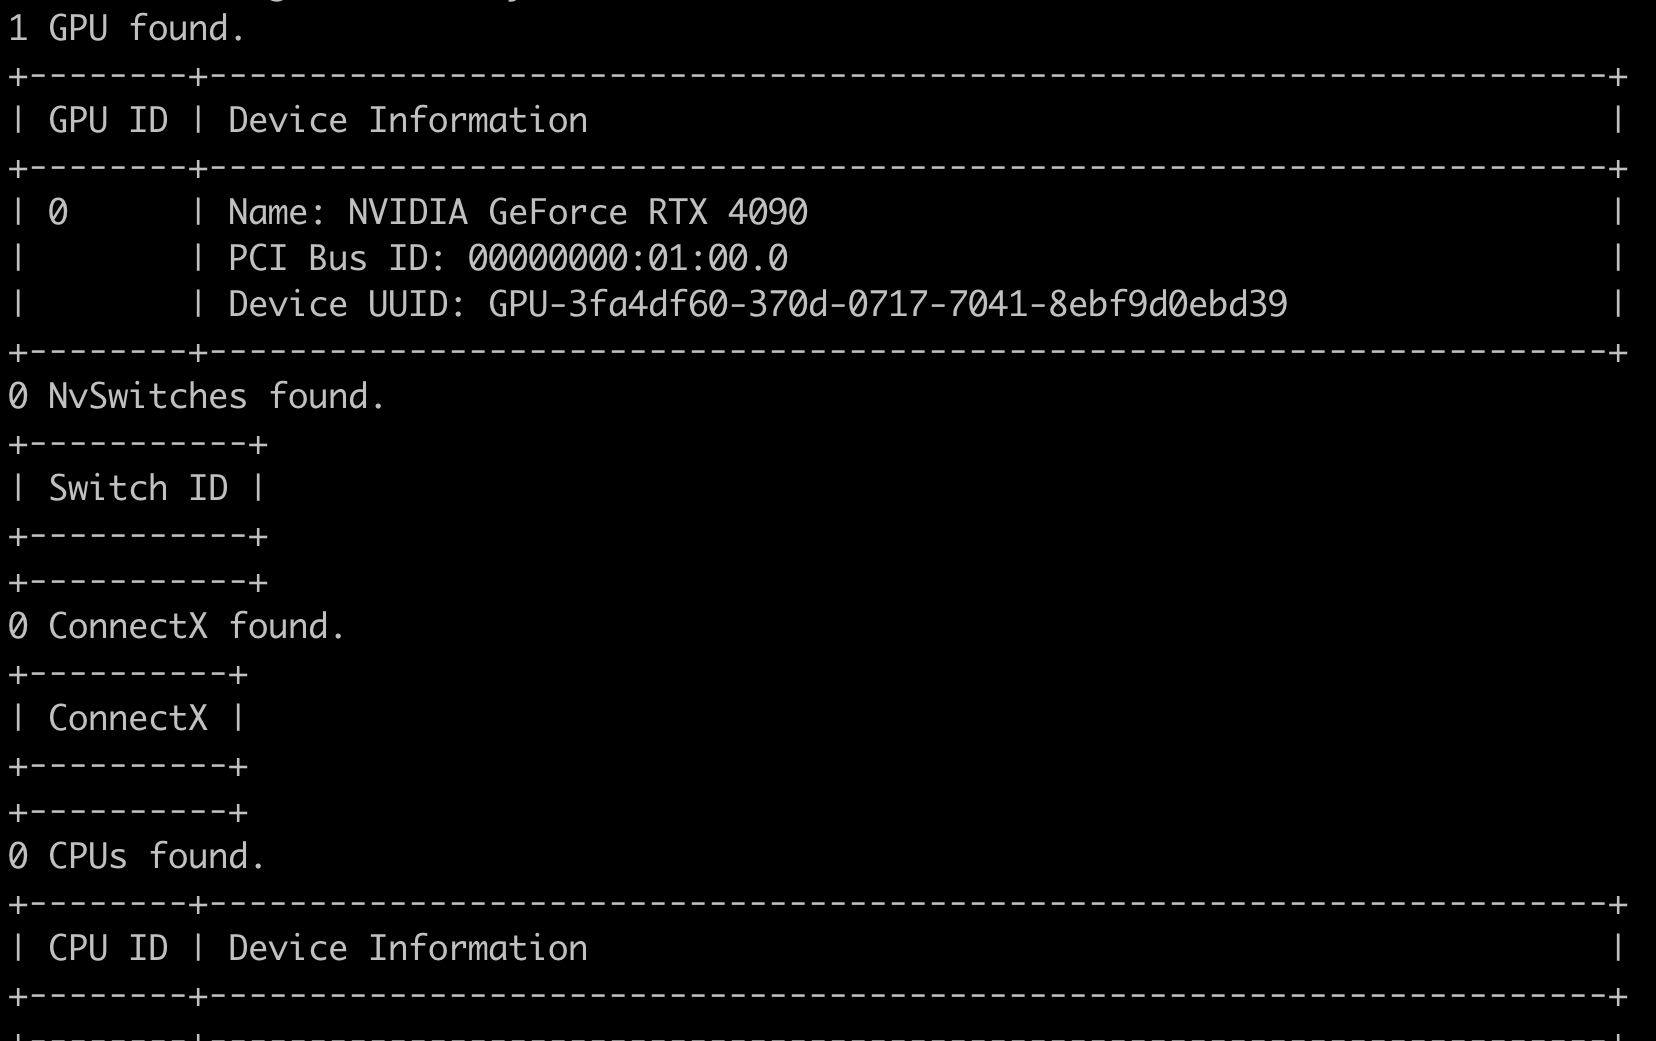 1 GPU found.
+--------+----------------------------------------------------------------------+
| GPU ID | Device Information                                                   |
+--------+----------------------------------------------------------------------+
| 0      | Name: NVIDIA GeForce RTX 4090                                        |
|        | PCI Bus ID: 00000000:01:00.0                                         |
|        | Device UUID: GPU-3fa4df60-370d-0717-7041-8ebf9d0ebd39                |
+--------+----------------------------------------------------------------------+
0 NvSwitches found.
+-----------+
| Switch ID |
+-----------+
+-----------+
0 ConnectX found.
+----------+
| ConnectX |
+----------+
+----------+
0 CPUs found.
+--------+----------------------------------------------------------------------+
| CPU ID | Device Information                                                   |
+--------+----------------------------------------------------------------------+
+--------+----------------------------------------------------------------------+